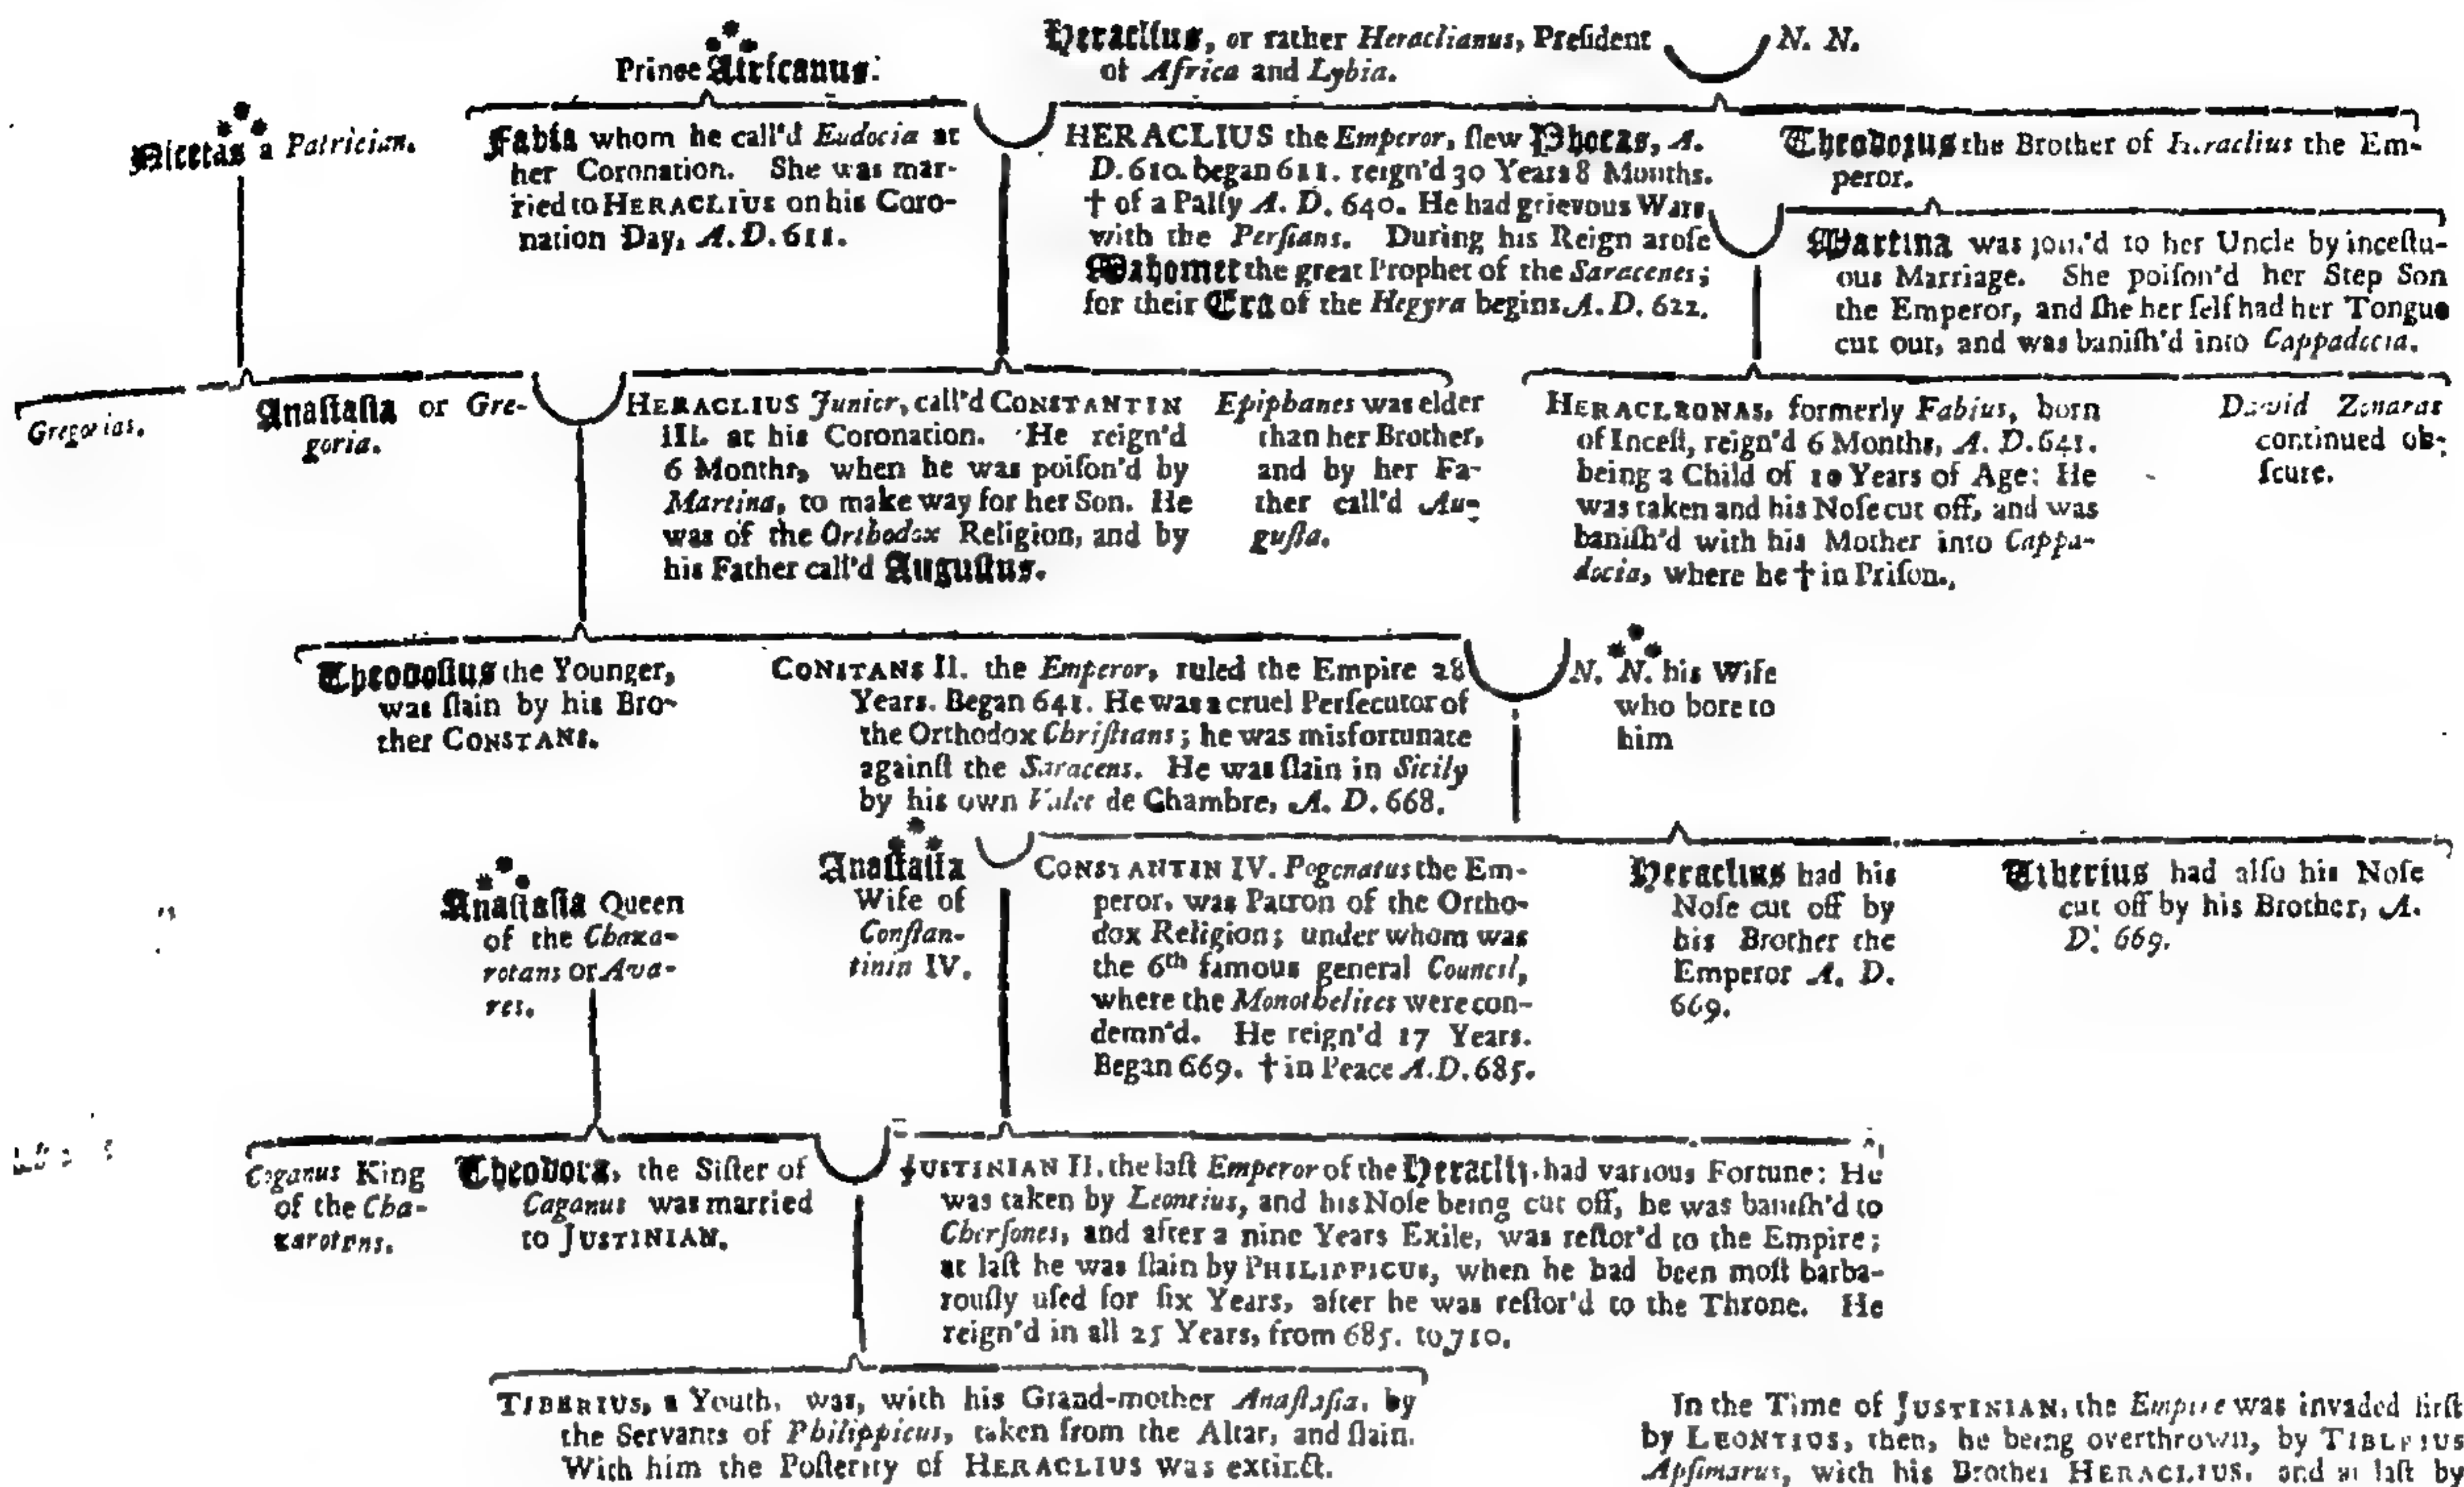 Heraclius, or rather Heraclianus, Preſident
of Africa and Lybia.
N. N.
Prince Africanus.
Nicetas a Patrician.
Fabia whom he call'd Eudocia at
her Coronation. She was mar-
ried to HERACLIUS on his Coro-
nation Day, A. D. 611.
HERACLIUS the Emperor, ſlew Phocas, A.
D. 610. began 611. reign'd 30 Years 8 Months.
† of a Palſy A. D. 640. He had grievous Wars
with the Perſians. During his Reign aroſe
Mahomet the great Prophet of the Saracenes;
for their Era of the Hegyra begins A. D. 622.
Theodorus the Brother of Heraclius the Em-
peror.
Martina was join'd to her Uncle by inceſtu-
ous Marriage. She poiſon'd her Step Son
the Emperor, and ſhe her ſelf had her Tongue
cut out, and was baniſh'd into Cappadocia.
Gregorias.
Anaſtaſia or Gre-
goria.
HERACLIUS Junior, call'd CONSTANTIN
III. at his Coronation. He reign'd
6 Months, when he was poiſon'd by
Martina, to make way for her Son. He
was of the Orthodox Religion, and by
his Father call'd Auguſtus.
Epiphanes was elder
than her Brother,
and by her Fa-
ther call'd Au-
guſta.
HERACLEONAS, formerly Fabius, born
of Inceſt, reign'd 6 Months, A. D. 641.
being a Child of 10 Years of Age: He
was taken and his Noſe cut off, and was
baniſh'd with his Mother into Cappa-
docia, where he † in Priſon.
David Zonaras
continued ob-
ſcure.
Theodoſius the Younger,
was ſlain by his Bro-
ther CONSTANS.
CONSTANS II. the Emperor, ruled the Empire 28
Years. Began 641. He was a cruel Perſecutor of
the Orthodox Chriſtians; he was misfortunate
againſt the Saracens. He was ſlain in Sicily
by his own Valet de Chambre, A. D. 668.
N. N. his Wife
who bore to
him
Anaſtaſia Queen
of the Chaza-
rotans or Ava-
res.
Anaſtaſia
Wife of
Conſtan-
tinin IV.
CONSTANTIN IV. Pogonatus the Em-
peror, was Patron of the Ortho-
dox Religion; under whom was
the 6th famous general Council,
where the Monothelites were con-
demn'd. He reign'd 17 Years.
Began 669. † in Peace A. D. 685.
Heraclius had his
Noſe cut off by
his Brother the
Emperor A. D.
669.
Tiberius had alſo his Noſe
cut off by his Brother, A.
D. 669.
Caganus King
of the Cha-
zarotans.
Theodora, the Siſter of
Caganus was married
to JUSTINIAN.
JUSTINIAN II. the laſt Emperor of the Heraclii, had various Fortune: He
was taken by Leontius, and his Noſe being cut off, he was baniſh'd to
Cherſones, and after a nine Years Exile, was reſtor'd to the Empire;
at laſt he was ſlain by PHILIPPICUS, when he had been moſt barba-
rouſly uſed for ſix Years, after he was reſtor'd to the Throne. He
reign'd in all 25 Years, from 685. to 710.
TIBERIUS, a Youth, was, with his Grand-mother Anaſtaſia, by
the Servants of Philippicus, taken from the Altar, and ſlain.
With him the Poſterity of HERACLIUS was extinct.
In the Time of JUSTINIAN, the Empire was invaded firſt
by LEONTIUS, then, he being overthrown, by TIBERIUS
Apſimarus, with his Brother HERACLIUS, and at laſt by